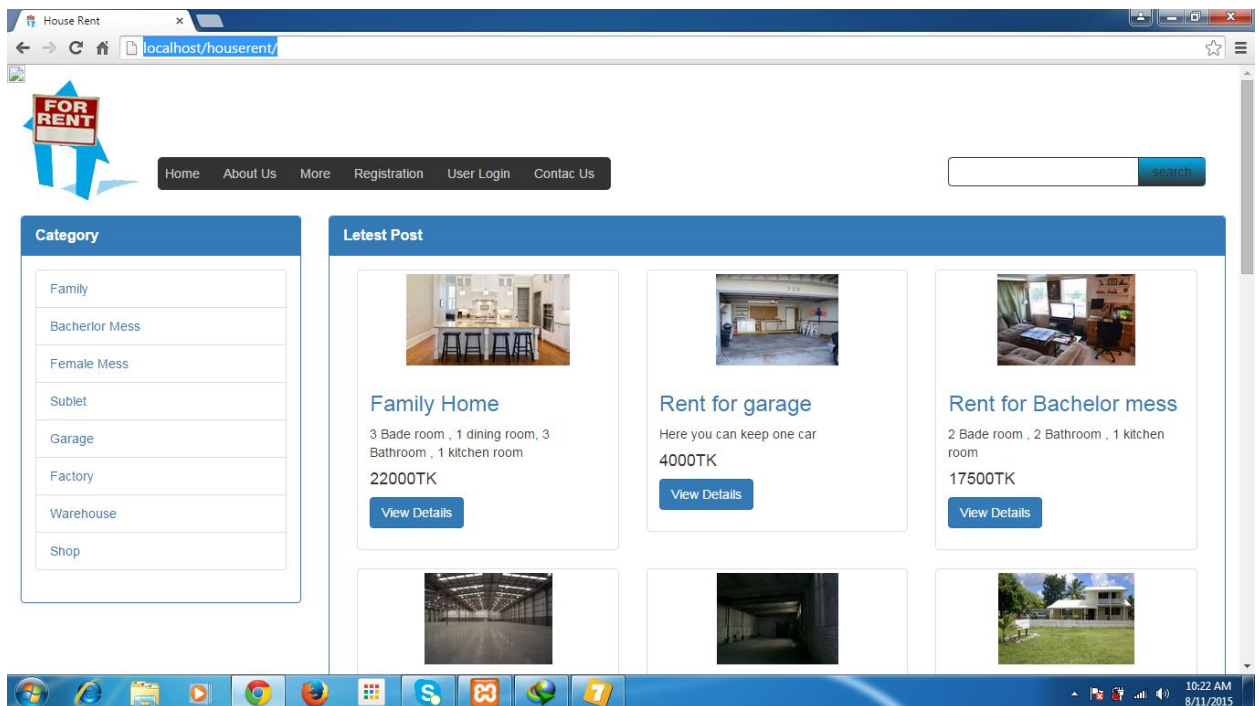 House Rent
localhost/houserent/
FOR
RENT
Home About Us More Registration User Login Contac Us
search
Category
Family
Bacherlor Mess
Female Mess
Sublet
Garage
Factory
Warehouse
Shop
Letest Post
Family Home
3 Bade room , 1 dining room, 3
Bathroom , 1 kitchen room
22000TK
View Details
Rent for garage
Here you can keep one car
4000TK
View Details
Rent for Bachelor mess
2 Bade room , 2 Bathroom , 1 kitchen
room
17500TK
View Details
10:22 AM
8/11/2015